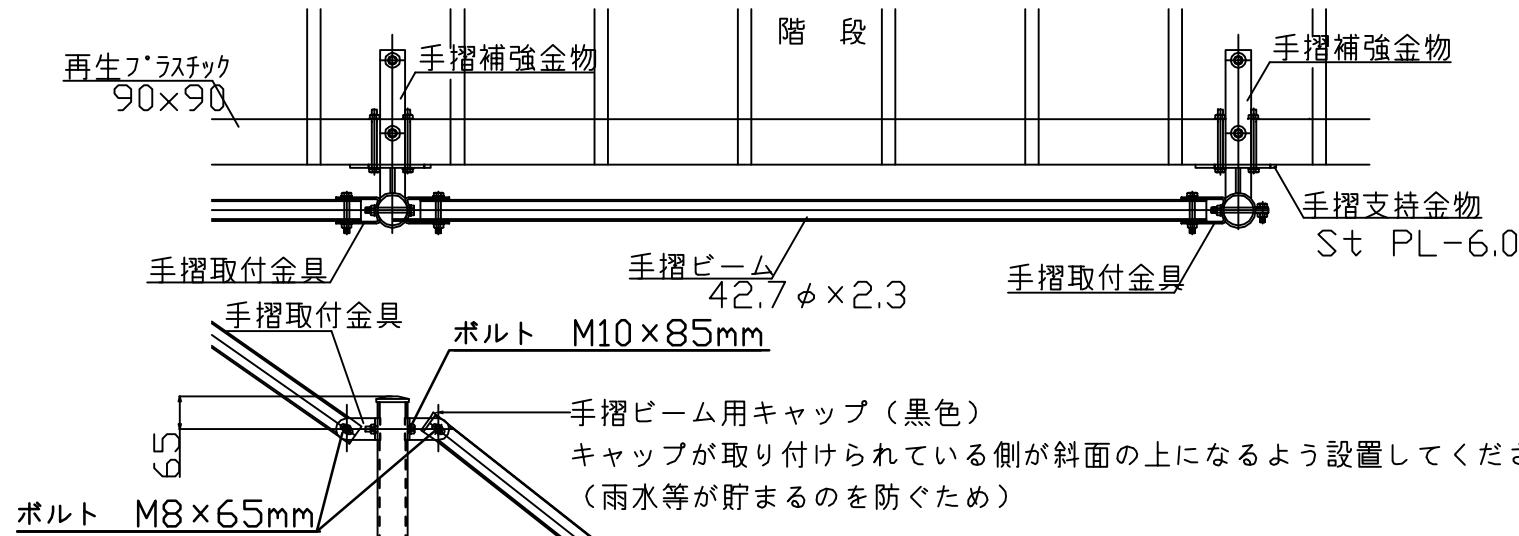 階 段
手摺補強金物
手摺補強金物
再生プラスチック
90×90
手摺支持金物
St PL-6.0
手摺取付金具
手摺ビーム
42.7φ×2.3
手摺取付金具
手摺取付金具
ボルト M10×85mm
65
手摺ビーム用キャップ（黒色）
キャップが取り付けられている側が斜面の上になるよう設置してくださ
（雨水等が貯まるのを防ぐため）
ボルト M8×65mm